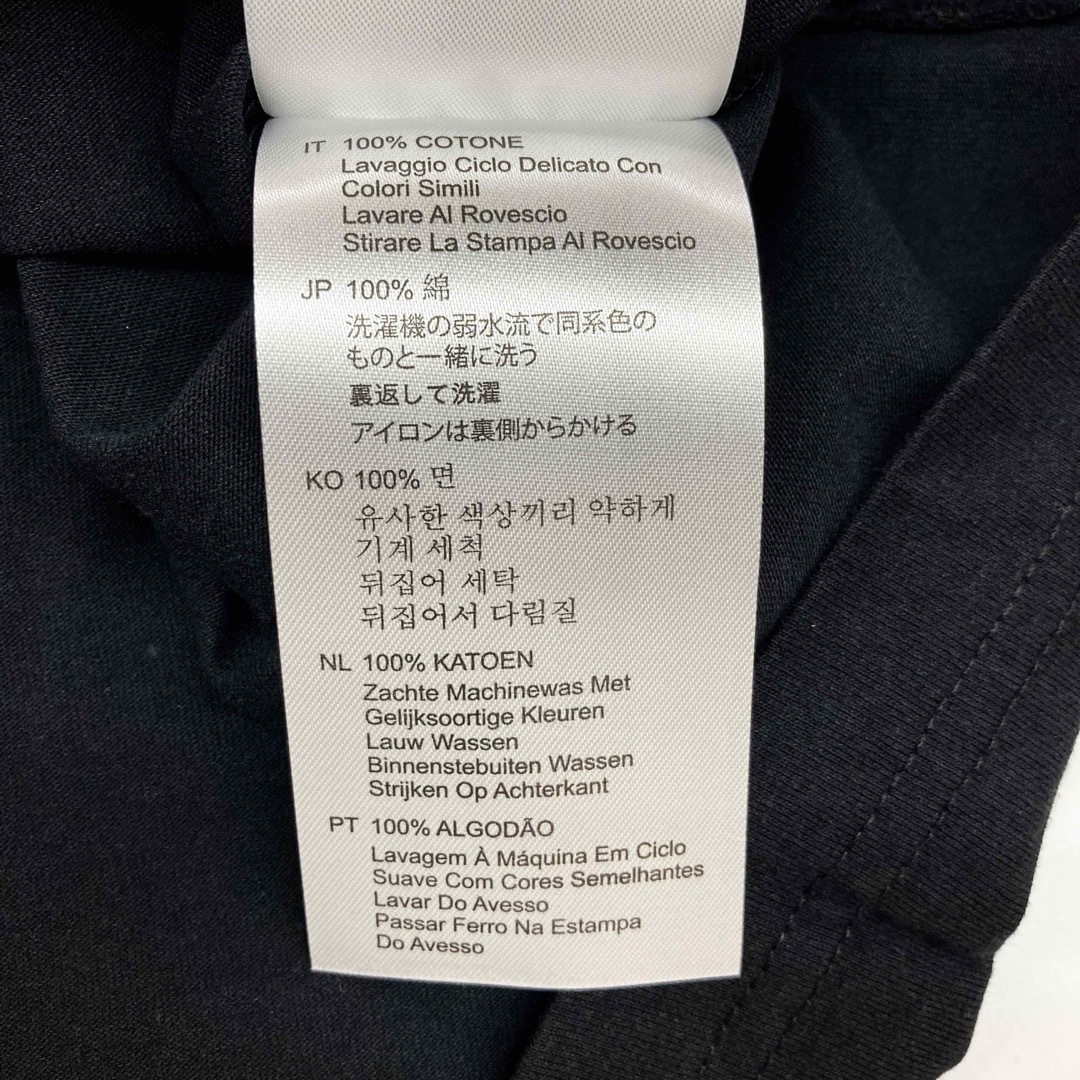 IT 100% COTONE
Lavaggio Ciclo Delicato Con
Colori Simili
Lavare Al Rovescio
Stirare La Stampa Al Rovescio
JP 100% 綿
洗濯機の弱水流で同系色の
ものと一緒に洗う
裏返して洗濯
アイロンは裏側からかける
KO 100% 면
유사한 색상끼리 약하게
기계 세척
뒤집어 세탁
뒤집어서 다림질
NL 100% KATOEN
Zachte Machinewas Met
Gelijksoortige Kleuren
Lauw Wassen
Binnenstebuiten Wassen
Strijken Op Achterkant
PT 100% ALGODÃO
Lavagem À Máquina Em Ciclo
Suave Com Cores Semelhantes
Lavar Do Avesso
Passar Ferro Na Estampa
Do Avesso